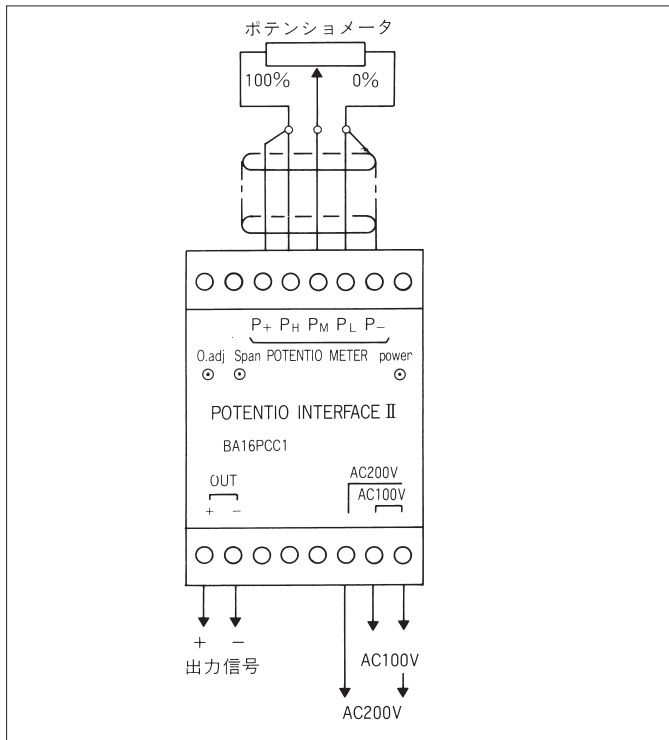 ポテンショメータ
100% 0%
P+ PH PM PL P-
O.adj Span POTENTIO METER power
POTENTIO INTERFACE II
BA16PCC1
OUT
+ -
AC200V
AC100V
+ -
出力信号
AC100V
AC200V